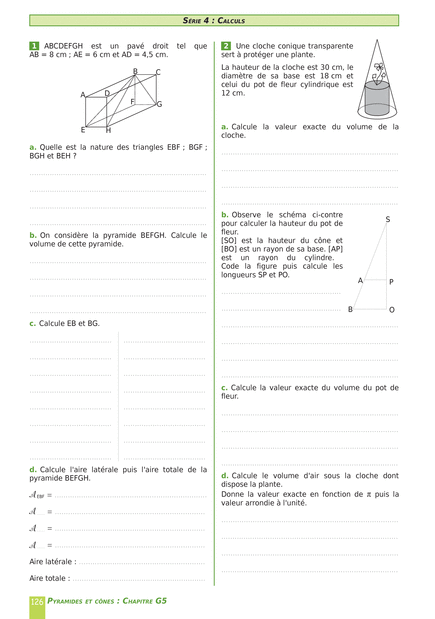 SÉRIE 4 : CALCULS
1 ABCDEFGH est un pavé droit tel que
AB = 8 cm ; AE = 6 cm et AD = 4,5 cm.
B
C
A
D
F
G
E
H
a. Quelle est la nature des triangles EBF ; BGF ;
BGH et BEH ?
b. On considère la pyramide BEFGH. Calcule le
volume de cette pyramide.
c. Calcule EB et BG.
d. Calcule l'aire latérale puis l'aire totale de la
pyramide BEFGH.
𝒜 EBF =
𝒜 =
𝒜 =
𝒜 =
Aire latérale :
Aire totale :
2 Une cloche conique transparente
sert à protéger une plante.
La hauteur de la cloche est 30 cm, le
diamètre de sa base est 18 cm et
celui du pot de fleur cylindrique est
12 cm.
a. Calcule la valeur exacte du volume de la
cloche.
b. Observe le schéma ci-contre
pour calculer la hauteur du pot de
fleur.
[SO] est la hauteur du cône et
[BO] est un rayon de sa base. [AP]
est un rayon du cylindre.
Code la figure puis calcule les
longueurs SP et PO.
S
A
P
B
O
c. Calcule la valeur exacte du volume du pot de
fleur.
d. Calcule le volume d'air sous la cloche dont
dispose la plante.
Donne la valeur exacte en fonction de π puis la
valeur arrondie à l'unité.
126 PYRAMIDES ET CÔNES : CHAPITRE G5